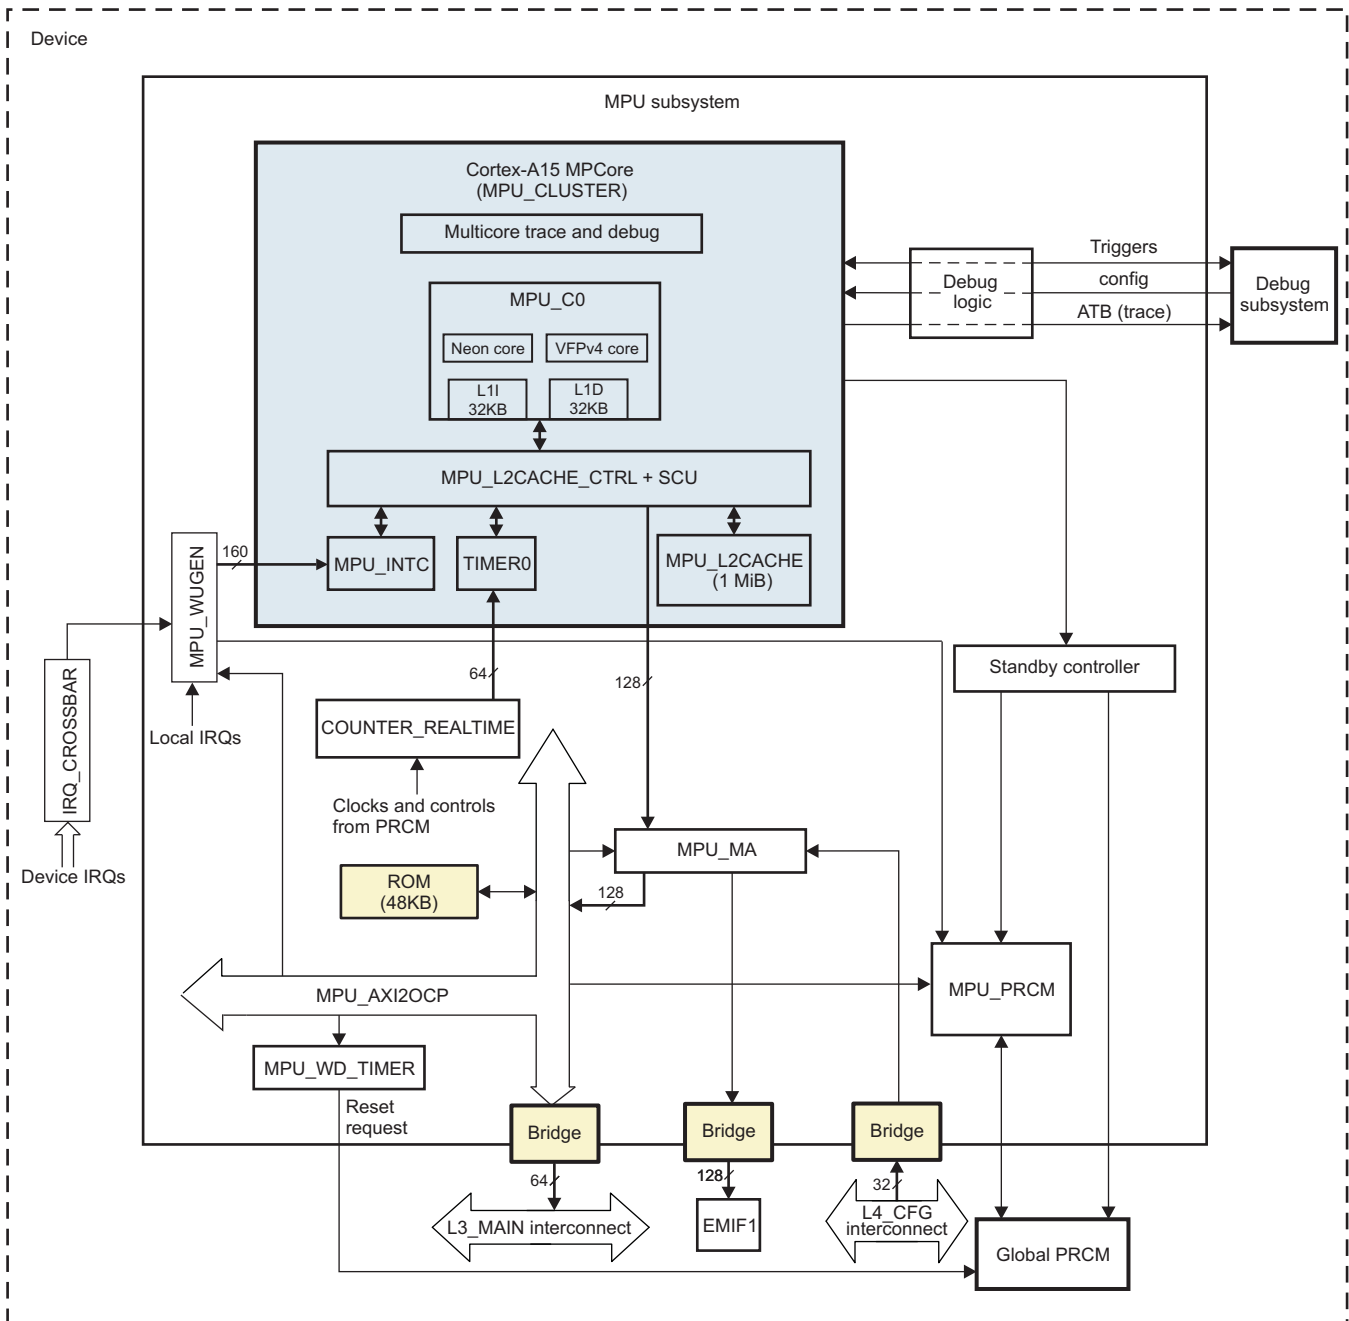 Device
MPU subsystem
Cortex-A15 MPCore
(MPU_CLUSTER)
Multicore trace and debug
MPU_C0
Neon core
VFPv4 core
L1I
32KB
L1D
32KB
MPU_L2CACHE_CTRL + SCU
MPU_INTC
TIMER0
MPU_L2CACHE
(1 MiB)
Triggers
config
ATB (trace)
Debug
logic
Debug
subsystem
160
MPU_WUGEN
IRQ_CROSSBAR
Local IRQs
Device IRQs
64
128
Standby controller
COUNTER_REALTIME
Clocks and controls
from PRCM
MPU_MA
ROM
(48KB)
128
MPU_AXI2OCP
MPU_PRCM
MPU_WD_TIMER
Reset
request
Bridge
Bridge
Bridge
64
128
32
L3_MAIN interconnect
EMIF1
L4_CFG
interconnect
Global PRCM